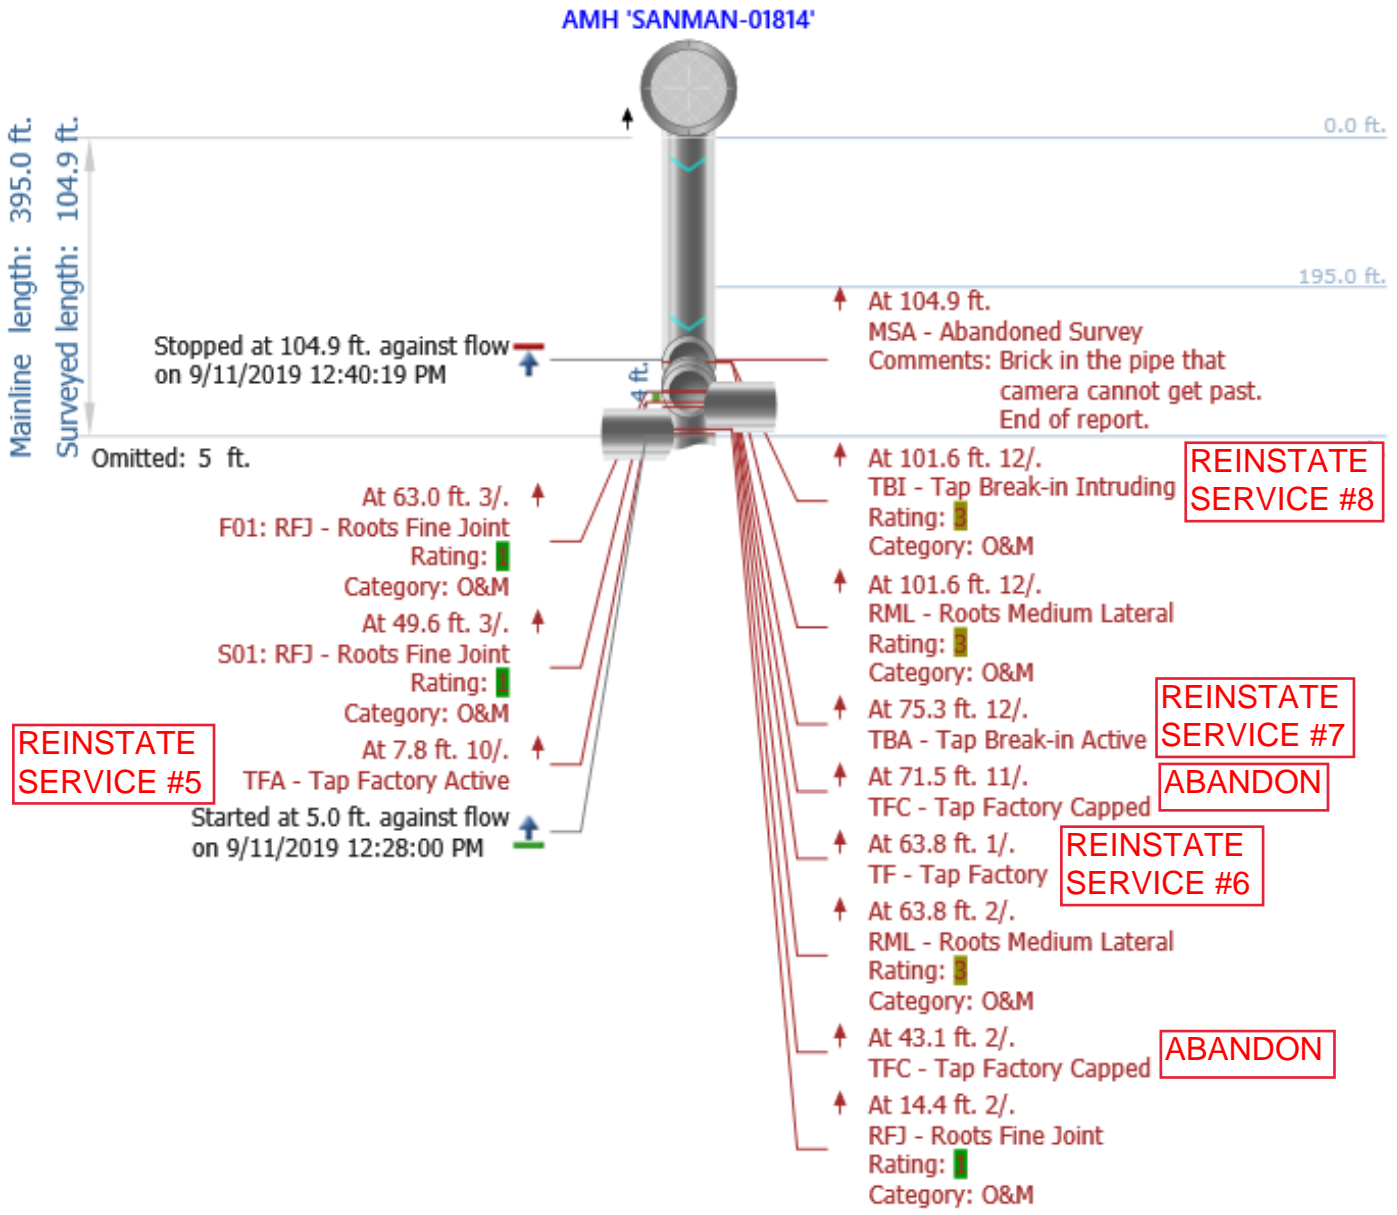 AMH 'SANMAN-01814'
Mainline length: 395.0 ft.
Surveyed length: 104.9 ft.
0.0 ft.
195.0 ft.
Stopped at 104.9 ft. against flow
on 9/11/2019 12:40:19 PM
4 ft.
Omitted: 5 ft.
At 63.0 ft. 3/.
F01: RFJ - Roots Fine Joint
Rating: 1
Category: O&M
At 49.6 ft. 3/.
S01: RFJ - Roots Fine Joint
Rating: 1
Category: O&M
REINSTATE
SERVICE #5
At 7.8 ft. 10/.
TFA - Tap Factory Active
Started at 5.0 ft. against flow
on 9/11/2019 12:28:00 PM
At 104.9 ft.
MSA - Abandoned Survey
Comments: Brick in the pipe that
camera cannot get past.
End of report.
At 101.6 ft. 12/.
TBI - Tap Break-in Intruding
Rating: 3
Category: O&M
REINSTATE
SERVICE #8
At 101.6 ft. 12/.
RML - Roots Medium Lateral
Rating: 3
Category: O&M
At 75.3 ft. 12/.
TBA - Tap Break-in Active
REINSTATE
SERVICE #7
At 71.5 ft. 11/.
TFC - Tap Factory Capped
ABANDON
At 63.8 ft. 1/.
TF - Tap Factory
REINSTATE
SERVICE #6
At 63.8 ft. 2/.
RML - Roots Medium Lateral
Rating: 3
Category: O&M
At 43.1 ft. 2/.
TFC - Tap Factory Capped
ABANDON
At 14.4 ft. 2/.
RFJ - Roots Fine Joint
Rating: 1
Category: O&M